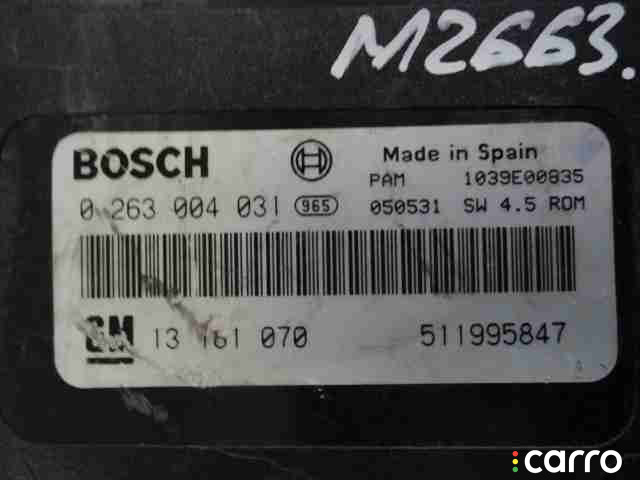 M2663.
BOSCH Made in Spain
PAM 1039E00835
0 263 004 031 965 050531 SW 4.5 ROM
GM 13 161 070 511995847
carro